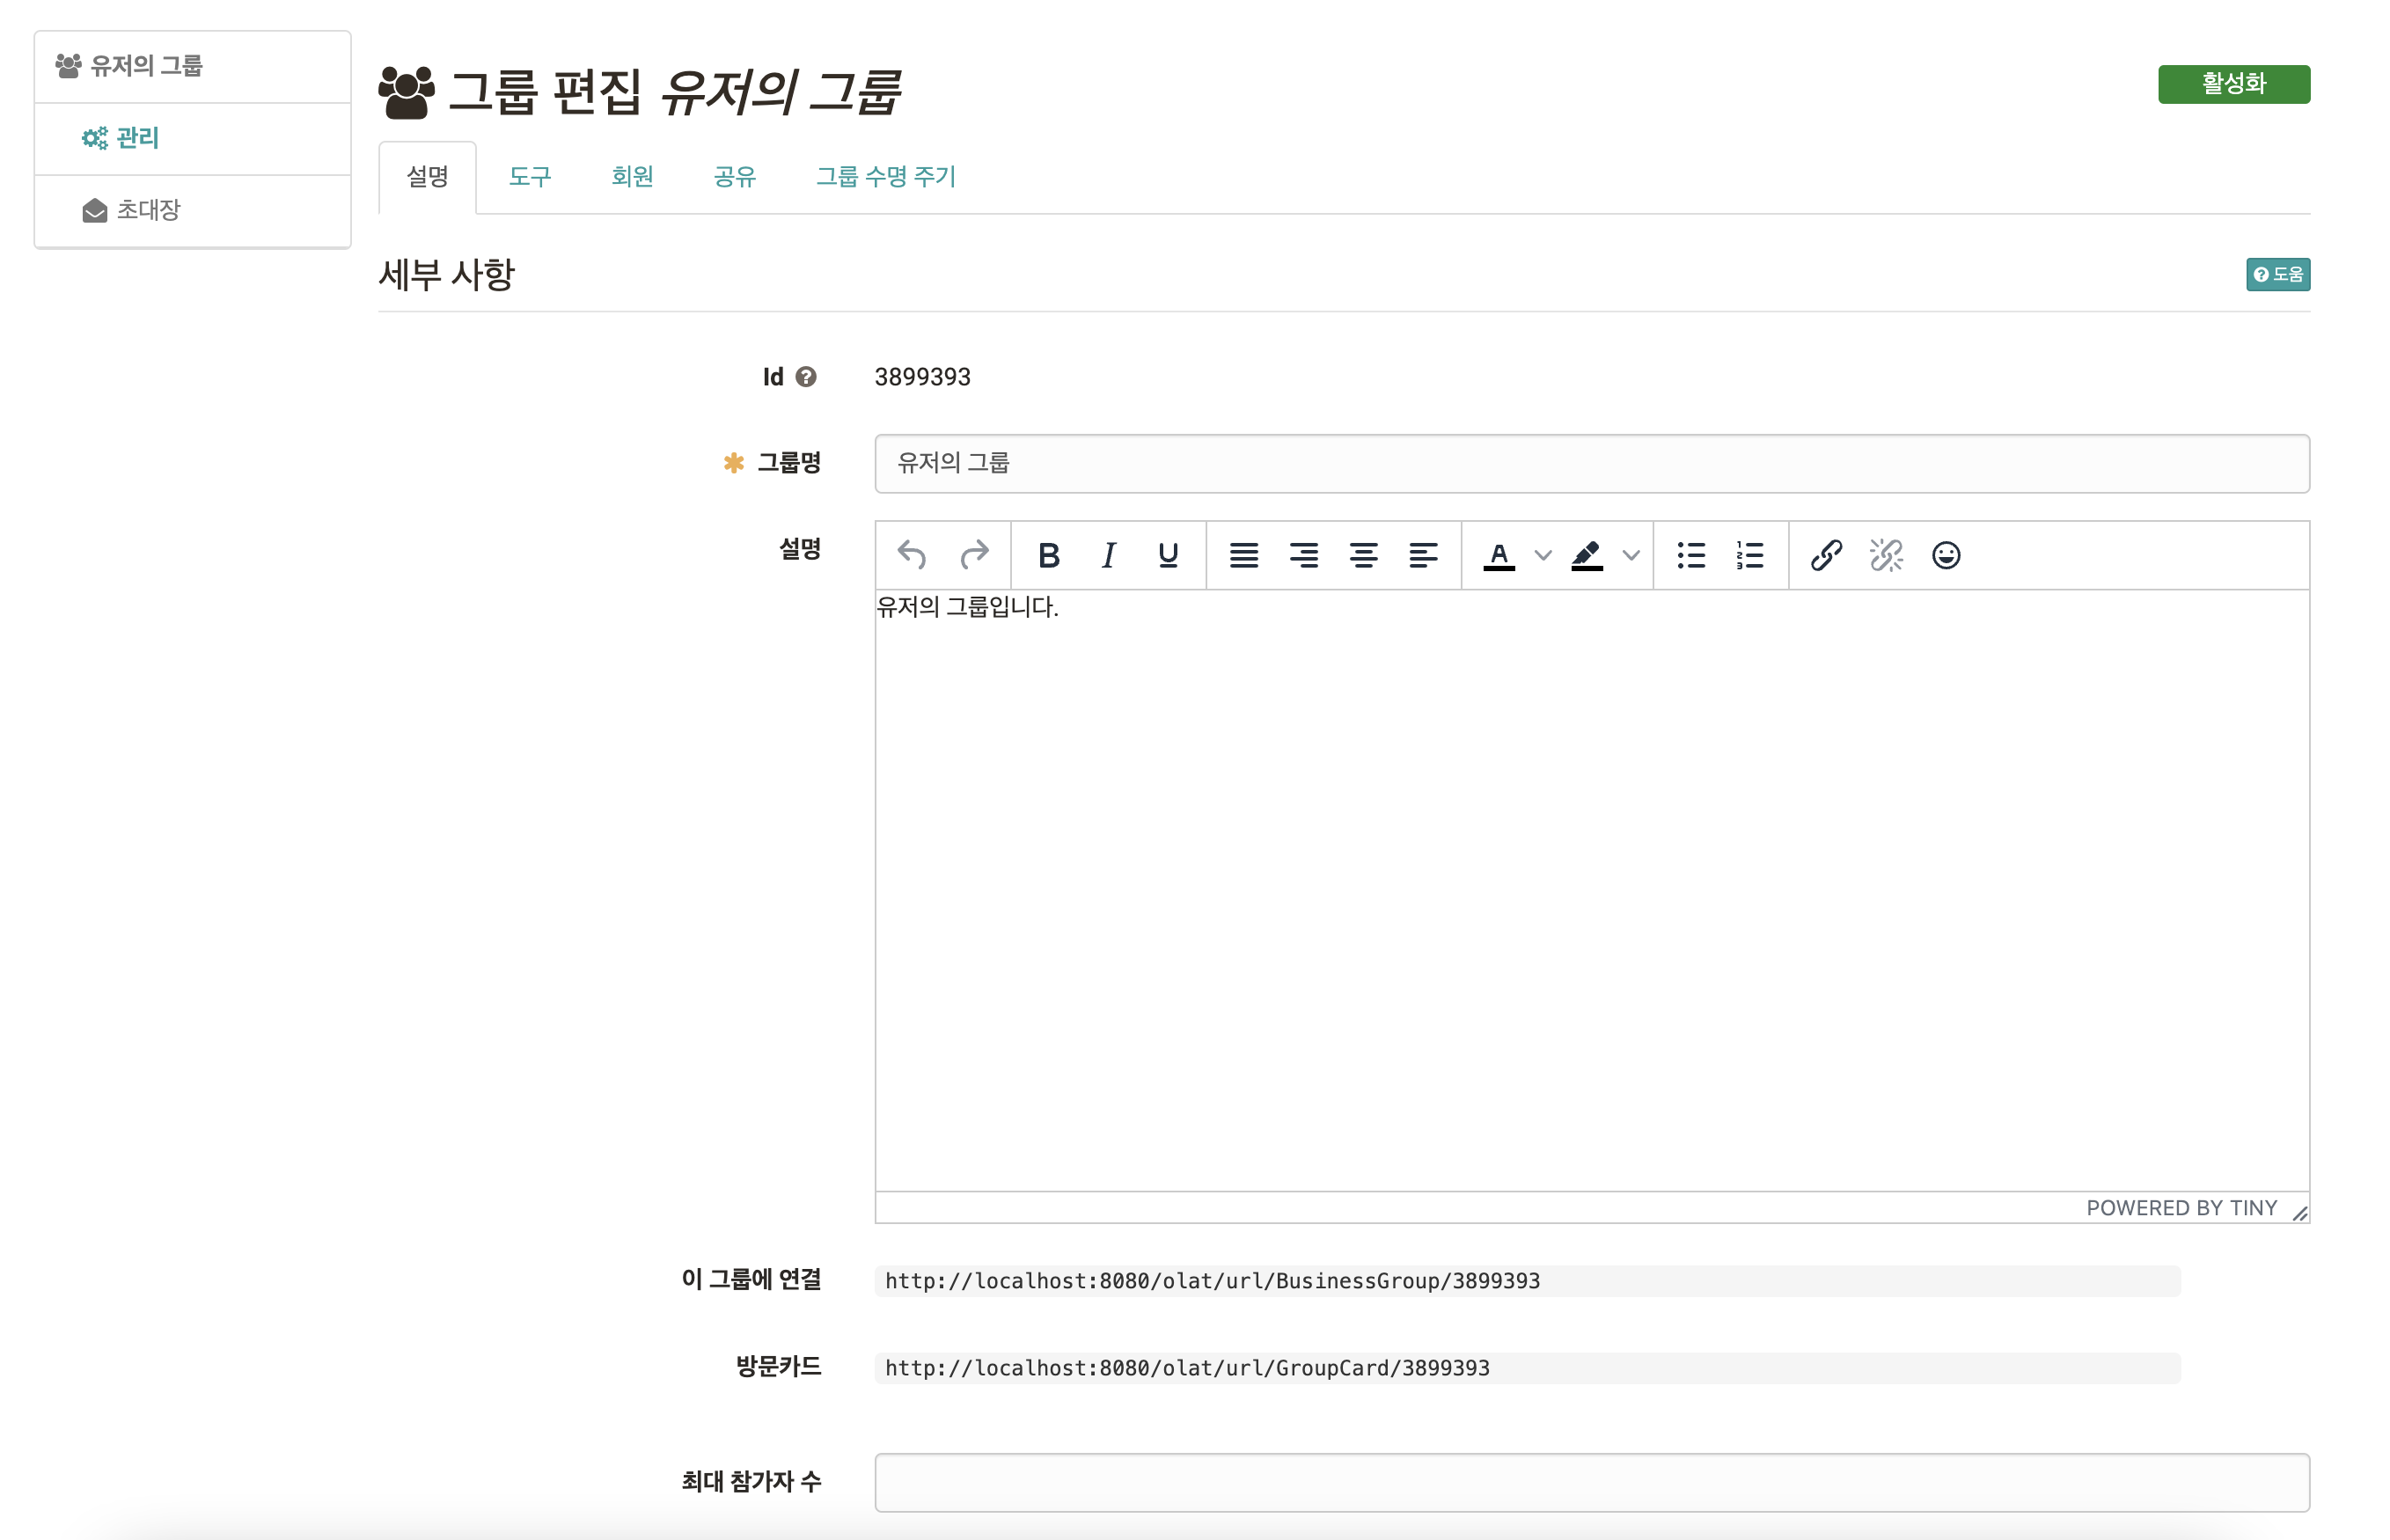 유저의 그룹
관리
초대장
그룹 편집 유저의 그룹
활성화
설명 도구 회원 공유 그룹 수명 주기
세부 사항
도움
Id 3899393
그룹명 유저의 그룹
설명
유저의 그룹입니다.
POWERED BY TINY
이 그룹에 연결 http://localhost:8080/olat/url/BusinessGroup/3899393
방문카드 http://localhost:8080/olat/url/GroupCard/3899393
최대 참가자 수